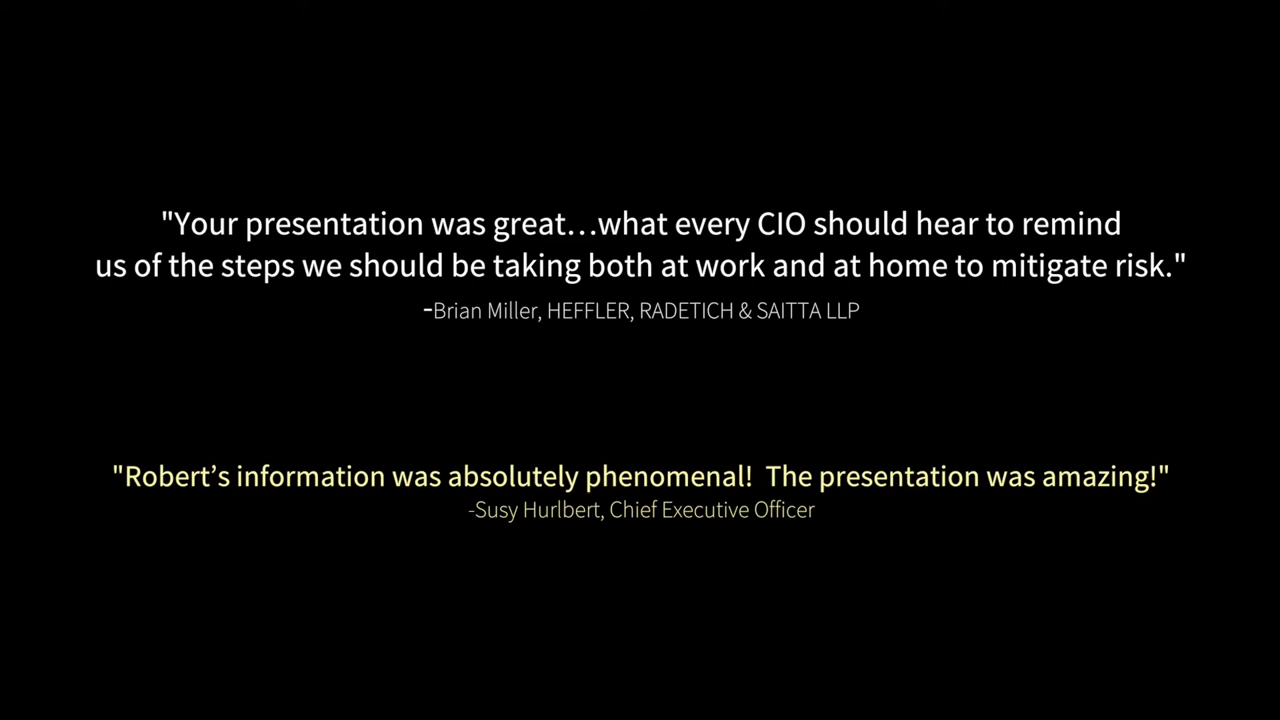 "Your presentation was great…what every CIO should hear to remind
us of the steps we should be taking both at work and at home to mitigate risk."
-Brian Miller, HEFFLER, RADETICH & SAITTA LLP
"Robert’s information was absolutely phenomenal!  The presentation was amazing!"
-Susy Hurlbert, Chief Executive Officer